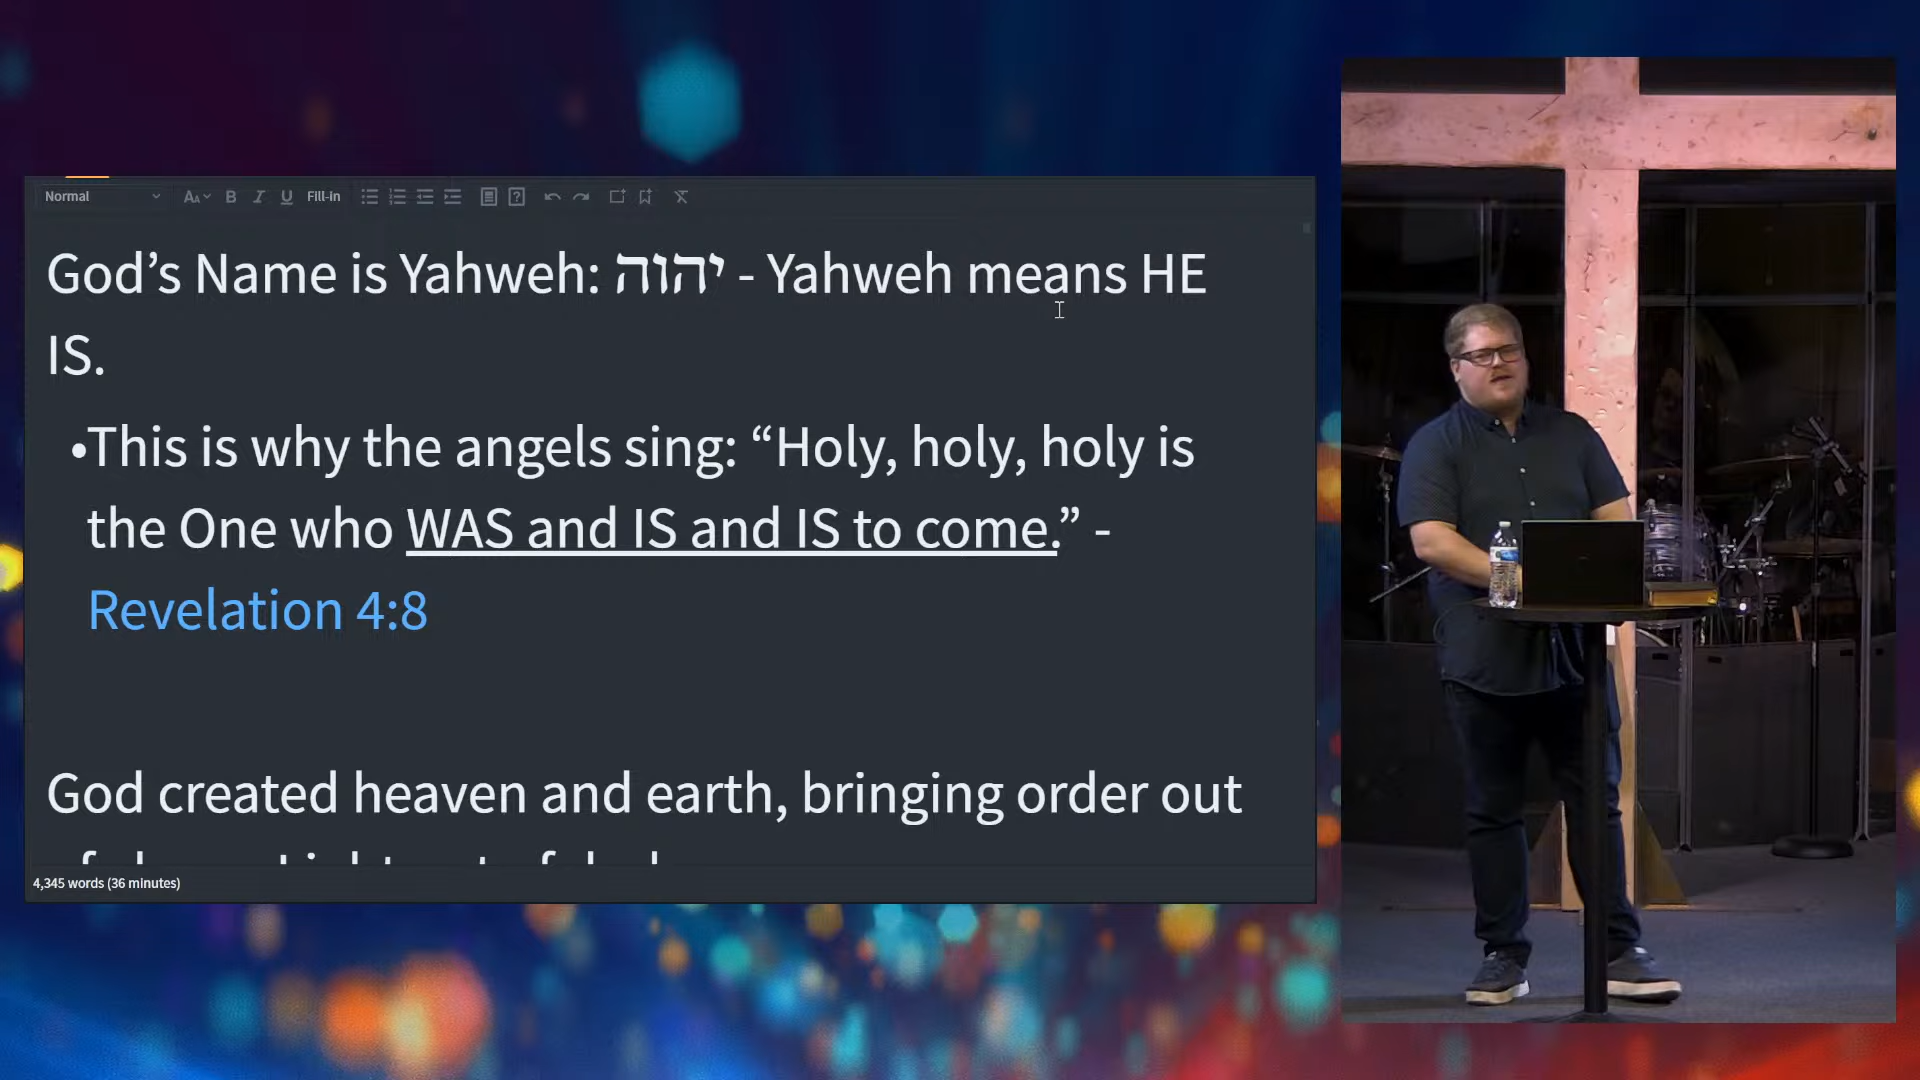 Normal
Fill-In
God’s Name is Yahweh: יהוה - Yahweh means HE
IS.
•This is why the angels sing: “Holy, holy, holy is
the One who WAS and IS and IS to come.” -
Revelation 4:8
God created heaven and earth, bringing order out
4,345 words (36 minutes)